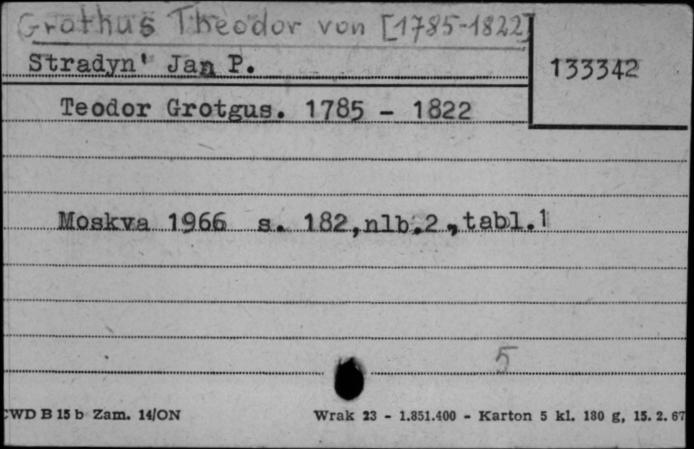 Grothus Theodor von [1785-1822]
Stradyn' Jan P.
133342
Teodor Grotgus. 1785 - 1822
Moskva 1966 s. 182,nlb.2,tabl.1
5
WD B 15 b Zam. 14/ON
Wrak 23 - 1.851.400 - Karton 5 kl. 180 g, 15. 2. 67